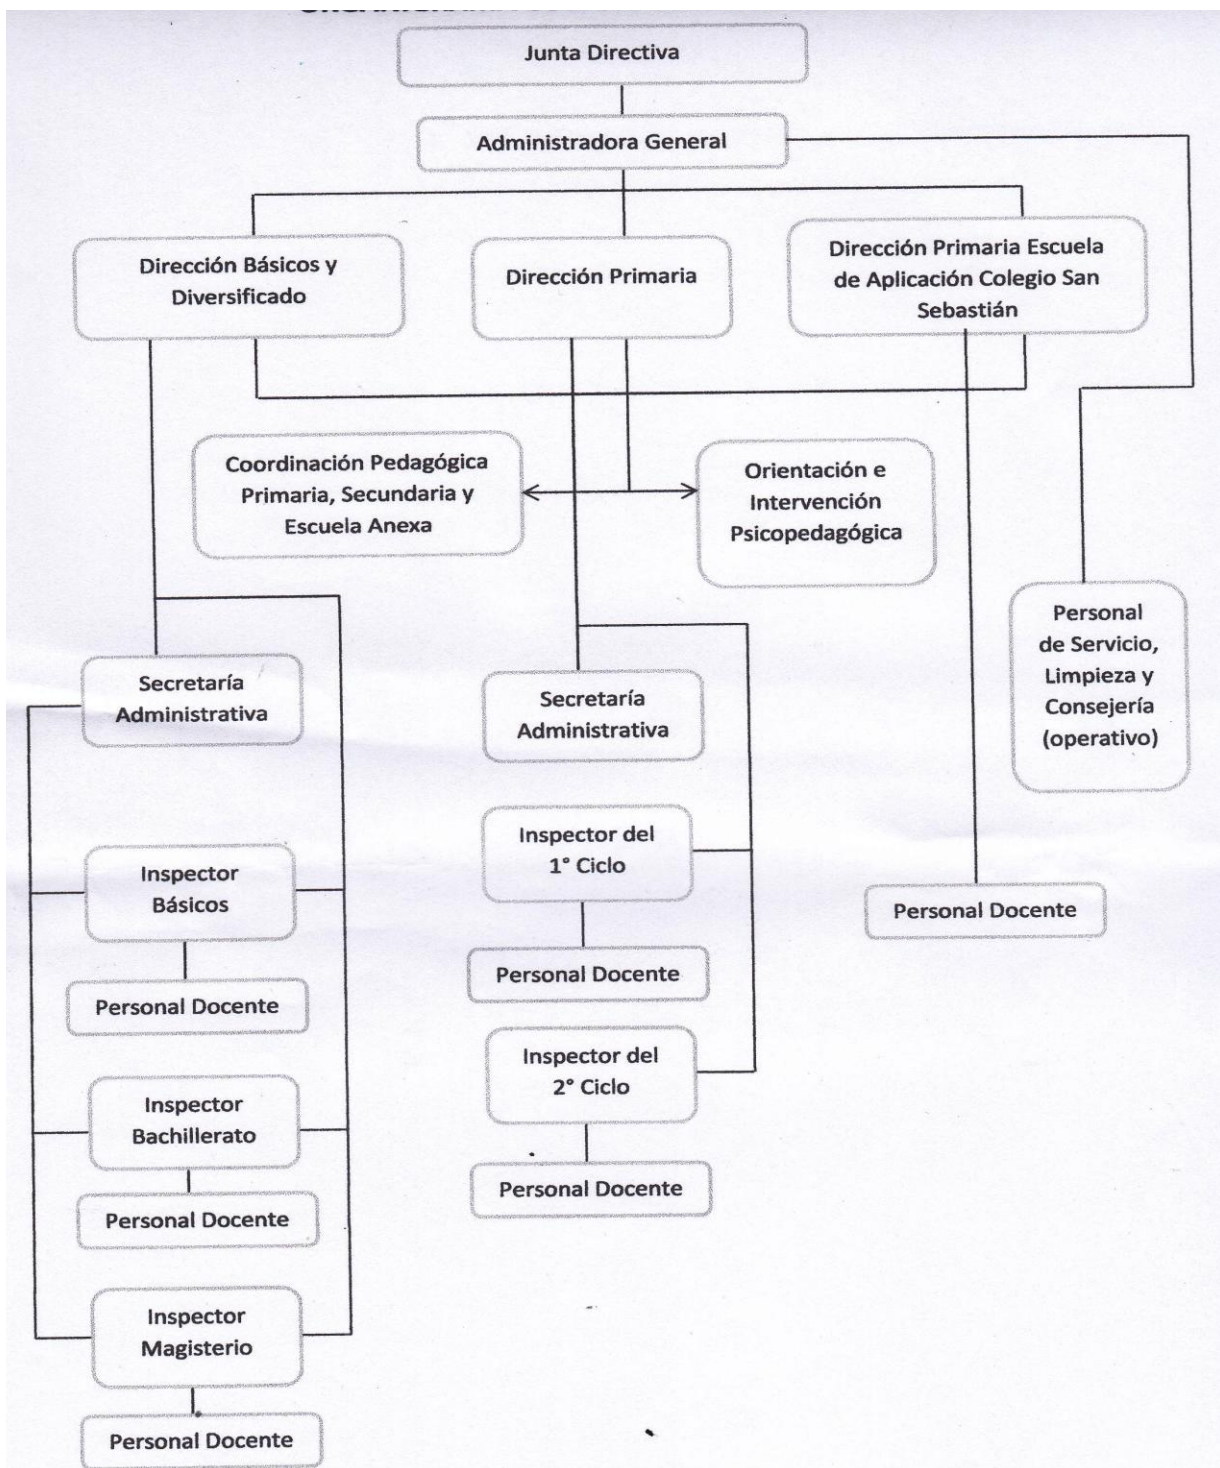 Junta Directiva
Administradora General
Dirección Básicos y
Diversificado
Dirección Primaria
Dirección Primaria Escuela
de Aplicación Colegio San
Sebastián
Coordinación Pedagógica
Primaria, Secundaria y
Escuela Anexa
Orientación e
Intervención
Psicopedagógica
Personal
de Servicio,
Limpieza y
Consejería
(operativo)
Secretaría
Administrativa
Secretaría
Administrativa
Inspector
Básicos
Personal Docente
Inspector
Bachillerato
Personal Docente
Inspector
Magisterio
Personal Docente
Inspector del
1° Ciclo
Personal Docente
Inspector del
2° Ciclo
Personal Docente
Personal Docente